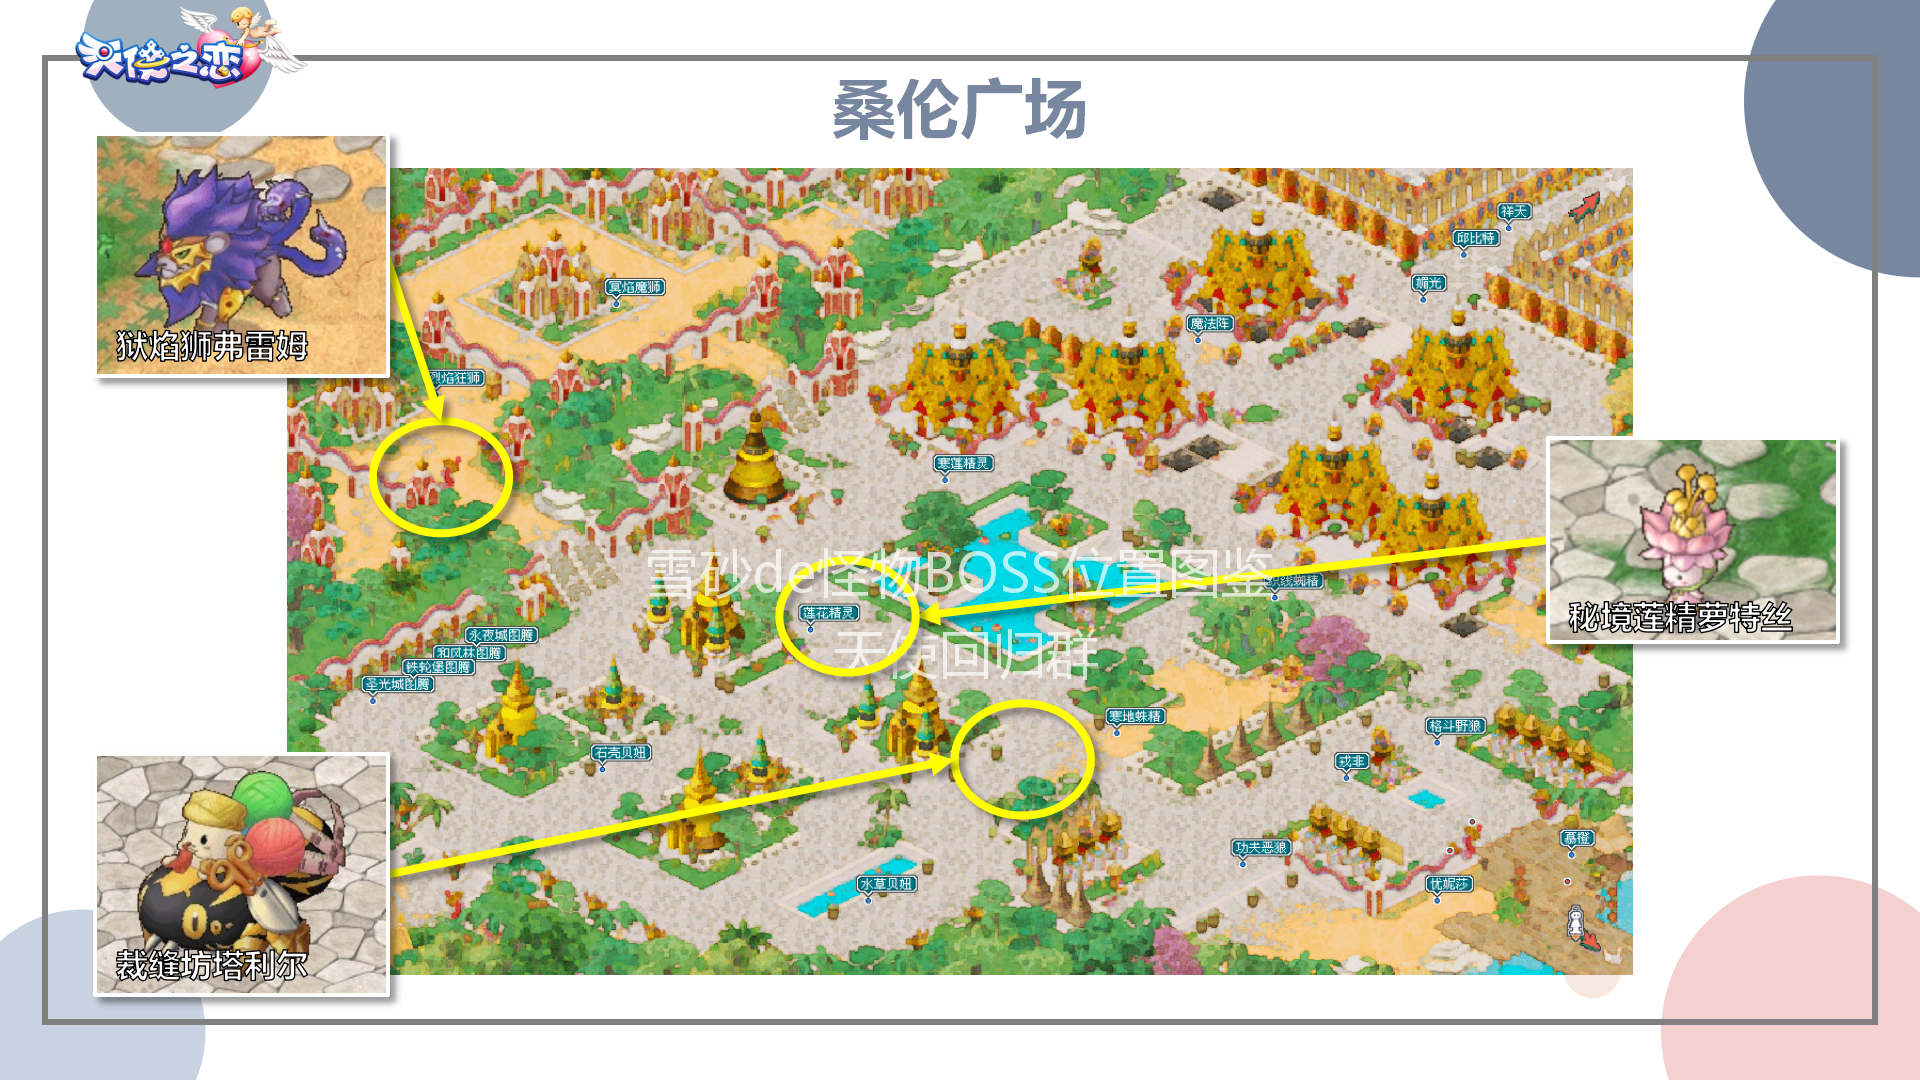 天使之恋
桑伦广场
狱焰狮弗雷姆
祥天
邱比特
媚光
冥焰魔狮
魔法阵
烈焰狂狮
寒莲精灵
雪砂de怪物BOSS位置图鉴
织线蜘精
莲花精灵
秘境莲精萝特丝
天使回归群
永夜城图腾
和风林图腾
铁轮堡图腾
圣光城图腾
寒地蛛精
格斗野狼
石壳贝妞
戎非
慕橙
功夫恶狼
水草贝妞
优妮莎
裁缝坊塔利尔